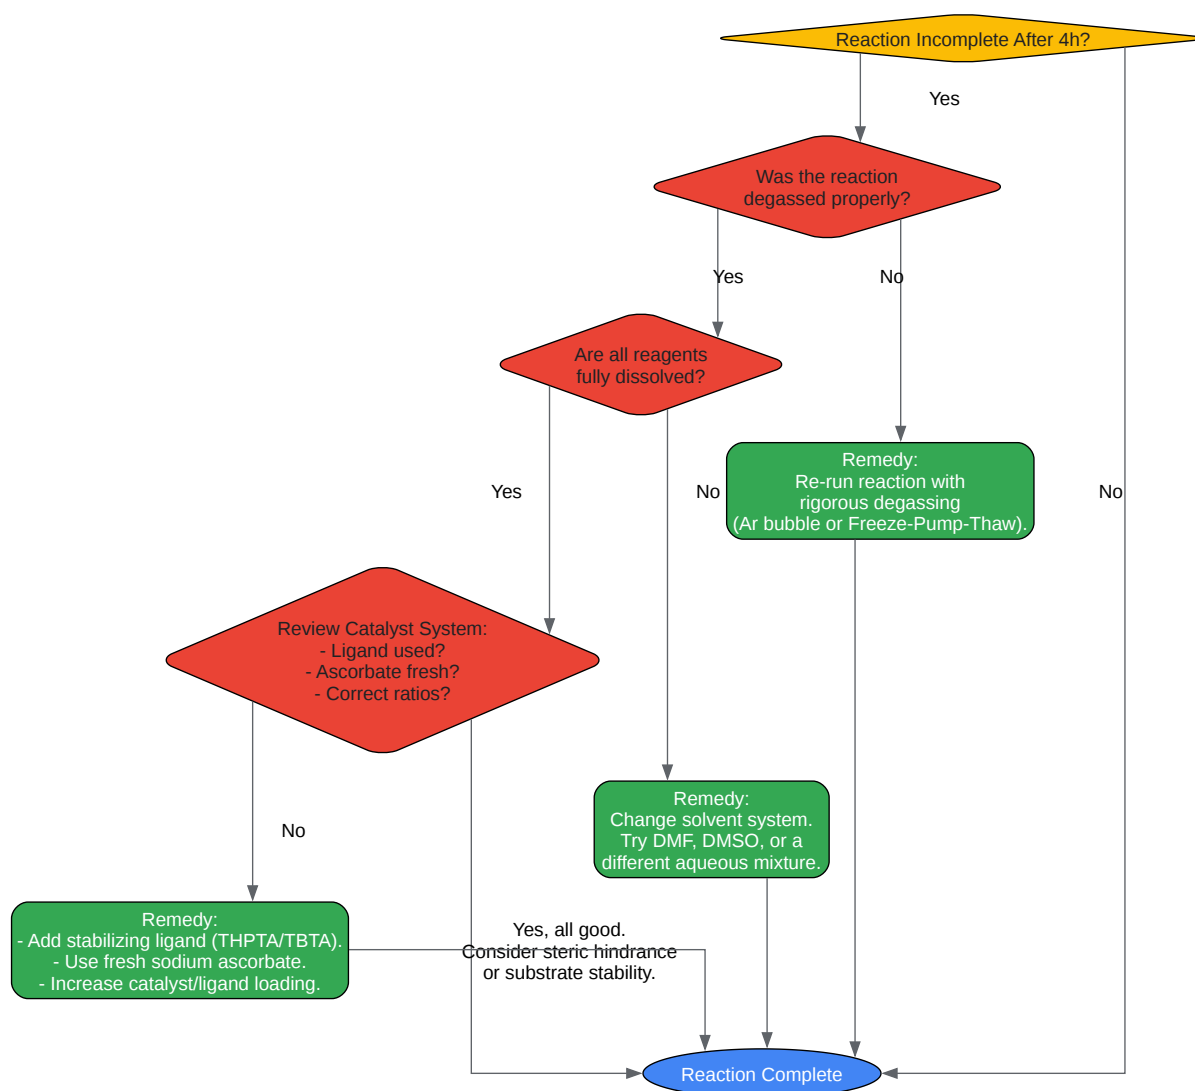 Reaction Incomplete After 4h?
Yes
Was the reaction
degassed properly?
Yes
No
Are all reagents
fully dissolved?
Remedy:
Re-run reaction with
rigorous degassing
(Ar bubble or Freeze-Pump-Thaw).
Yes
No
No
Review Catalyst System:
- Ligand used?
- Ascorbate fresh?
- Correct ratios?
Remedy:
Change solvent system.
Try DMF, DMSO, or a
different aqueous mixture.
No
Remedy:
- Add stabilizing ligand (THPTA/TBTA).
- Use fresh sodium ascorbate.
- Increase catalyst/ligand loading.
Yes, all good.
Consider steric hindrance
or substrate stability.
Reaction Complete